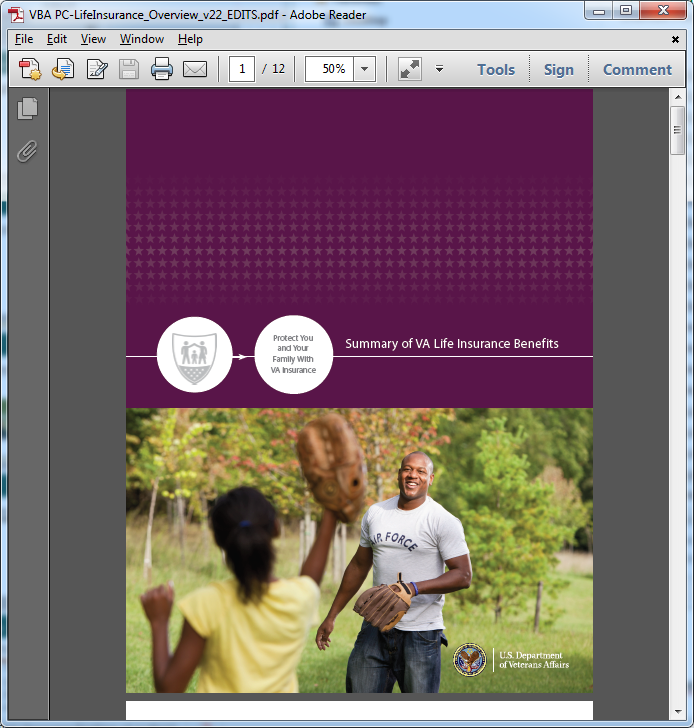 VBA PC-LifeInsurance_Overview_v22_EDITS.pdf - Adobe Reader
File Edit View Window Help
1 / 12 50% Tools Sign Comment
Protect You
and Your
Family With
VA Insurance
Summary of VA Life Insurance Benefits
AIR FORCE
U.S. Department
of Veterans Affairs